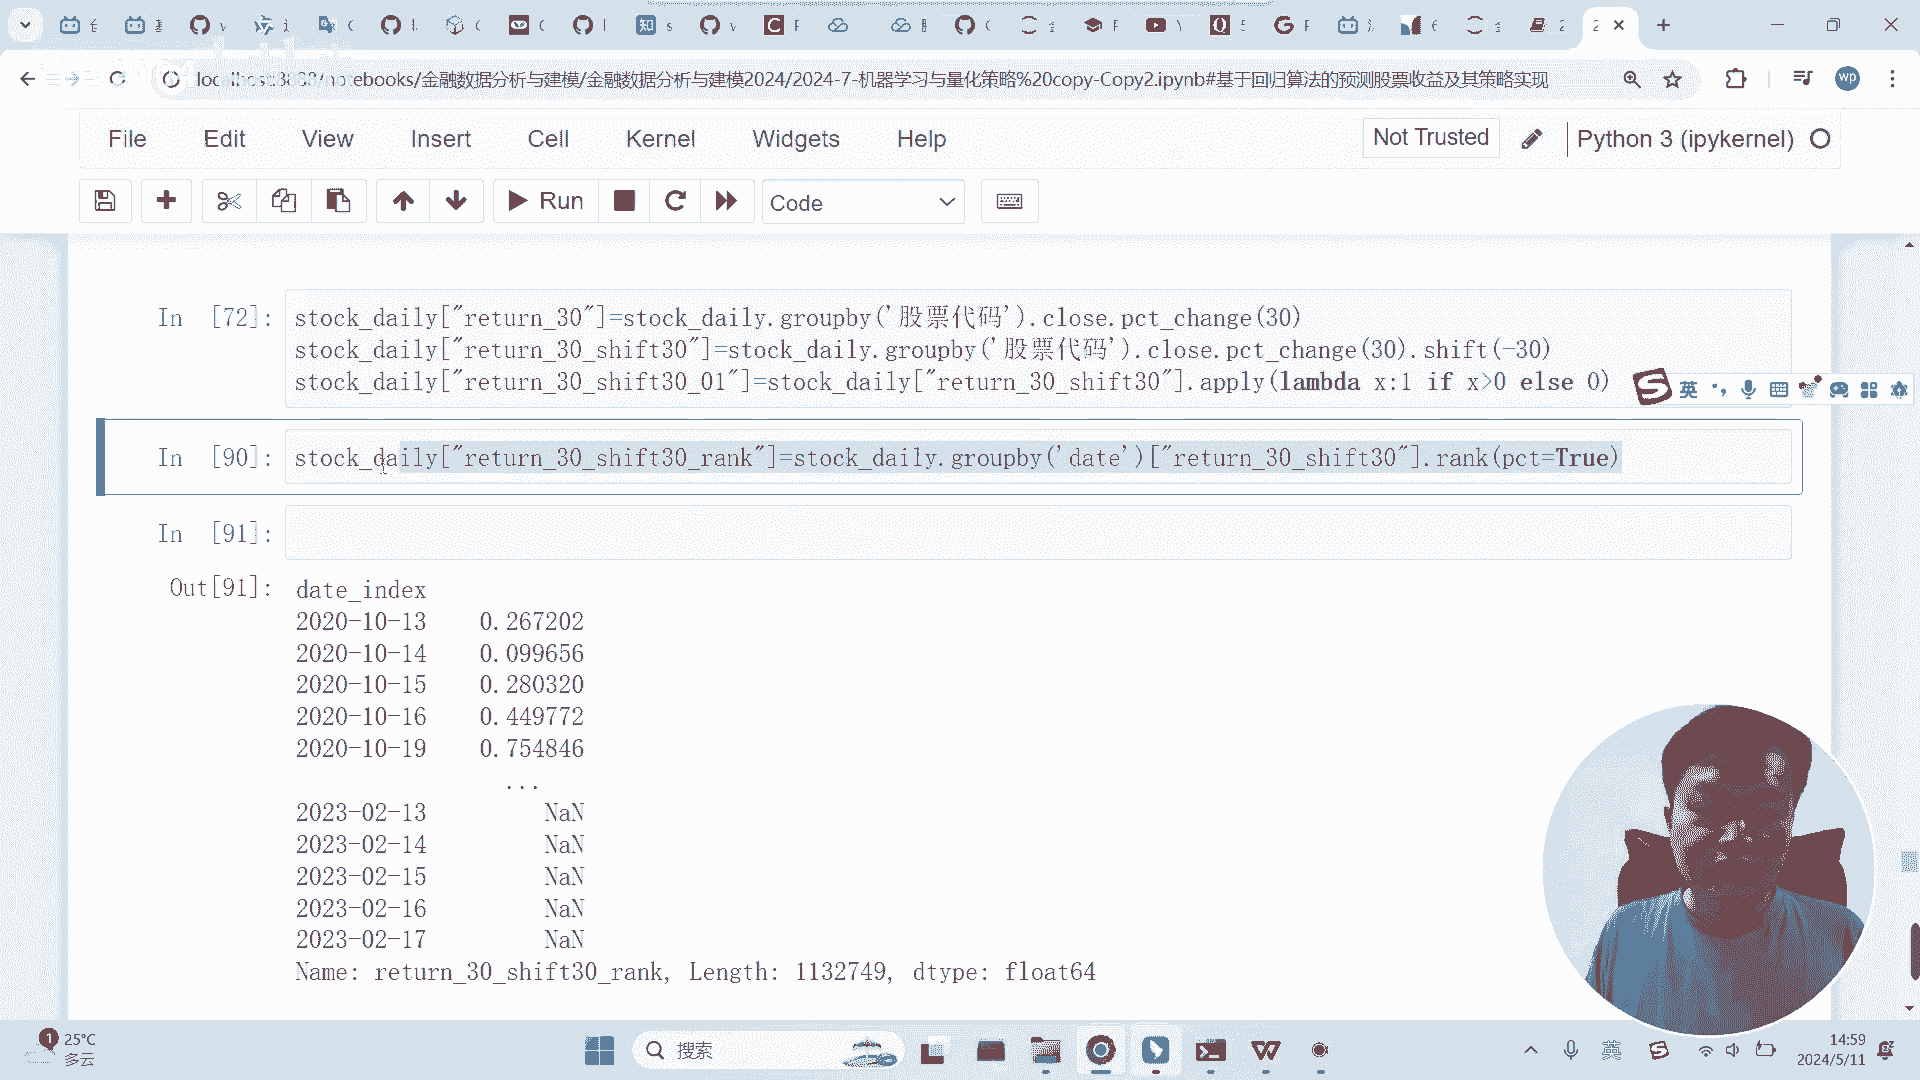 localhost:8888/notebooks/金融数据分析与建模/金融数据分析与建模2024/2024-7-机器学习与量化策略%20copy-Copy2.ipynb#基于回归算法的预测股票收益及其策略实现
wp
File Edit View Insert Cell Kernel Widgets Help
Not Trusted
Python 3 (ipykernel)
Run
Code
In [72]:
stock_daily["return_30"]=stock_daily.groupby('股票代码').close.pct_change(30)
stock_daily["return_30_shift30"]=stock_daily.groupby('股票代码').close.pct_change(30).shift(-30)
stock_daily["return_30_shift30_01"]=stock_daily["return_30_shift30"].apply(lambda x:1 if x>0 else 0)
英
In [90]:
stock_daily["return_30_shift30_rank"]=stock_daily.groupby('date')["return_30_shift30"].rank(pct=True)
In [91]:
Out[91]:
date_index
2020-10-13 0.267202
2020-10-14 0.099656
2020-10-15 0.280320
2020-10-16 0.449772
2020-10-19 0.754846
...
2023-02-13 NaN
2023-02-14 NaN
2023-02-15 NaN
2023-02-16 NaN
2023-02-17 NaN
Name: return_30_shift30_rank, Length: 1132749, dtype: float64
1
25°C
多云
搜索
英
14:59
2024/5/11